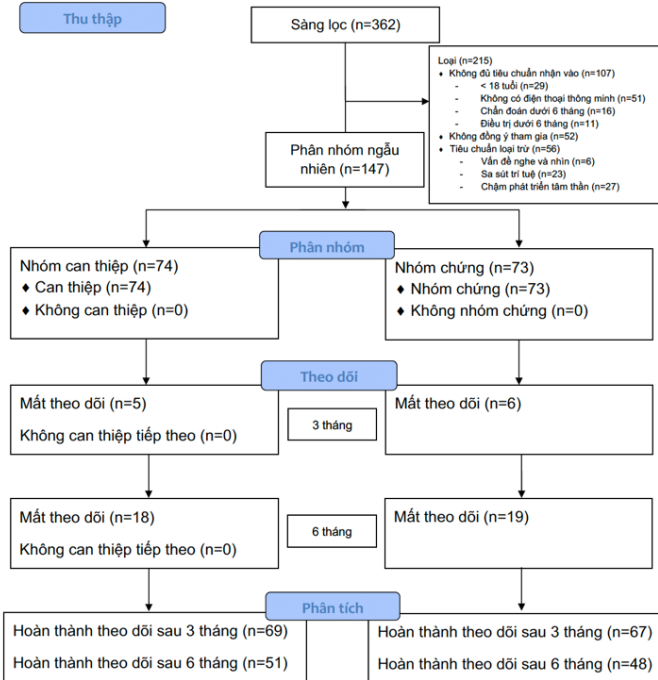 Thu thập
Sàng lọc (n=362)
Loại (n=215)
♦ Không đủ tiêu chuẩn nhận vào (n=107)
- < 18 tuổi (n=29)
- Không có điện thoại thông minh (n=51)
- Chẩn đoán dưới 6 tháng (n=16)
- Điều trị dưới 6 tháng (n=11)
♦ Không đồng ý tham gia (n=52)
♦ Tiêu chuẩn loại trừ (n=56)
- Vấn đề nghe và nhìn (n=6)
- Sa sút trí tuệ (n=23)
- Chậm phát triển tâm thần (n=27)
Phân nhóm ngẫu
nhiên (n=147)
Phân nhóm
Nhóm can thiệp (n=74)
♦ Can thiệp (n=74)
♦ Không can thiệp (n=0)
Nhóm chứng (n=73)
♦ Nhóm chứng (n=73)
♦ Không nhóm chứng (n=0)
Theo dõi
Mất theo dõi (n=5)
Không can thiệp tiếp theo (n=0)
3 tháng
Mất theo dõi (n=6)
Mất theo dõi (n=18)
Không can thiệp tiếp theo (n=0)
6 tháng
Mất theo dõi (n=19)
Phân tích
Hoàn thành theo dõi sau 3 tháng (n=69)
Hoàn thành theo dõi sau 6 tháng (n=51)
Hoàn thành theo dõi sau 3 tháng (n=67)
Hoàn thành theo dõi sau 6 tháng (n=48)